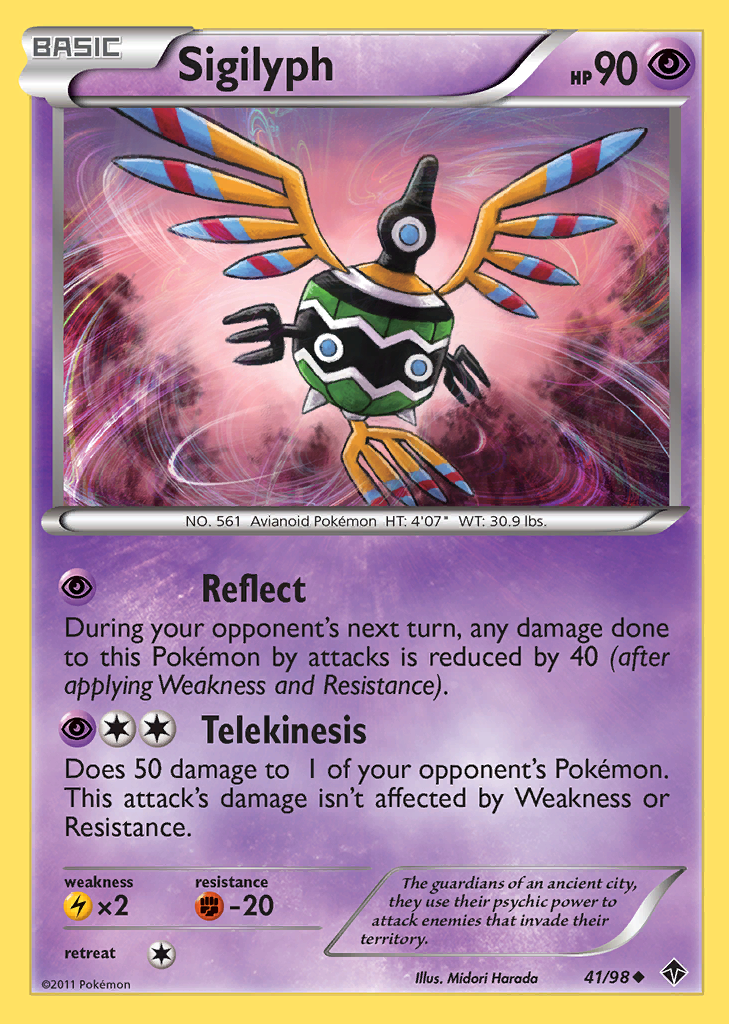 BASIC
Sigilyph
HP 90
NO. 561 Avianoid Pokémon HT: 4'07" WT: 30.9 lbs.
Reflect
During your opponent's next turn, any damage done
to this Pokémon by attacks is reduced by 40 (after
applying Weakness and Resistance).
Telekinesis
Does 50 damage to 1 of your opponent's Pokémon.
This attack's damage isn't affected by Weakness or
Resistance.
weakness
×2
resistance
-20
retreat
The guardians of an ancient city,
they use their psychic power to
attack enemies that invade their
territory.
©2011 Pokémon
Illus. Midori Harada
41/98